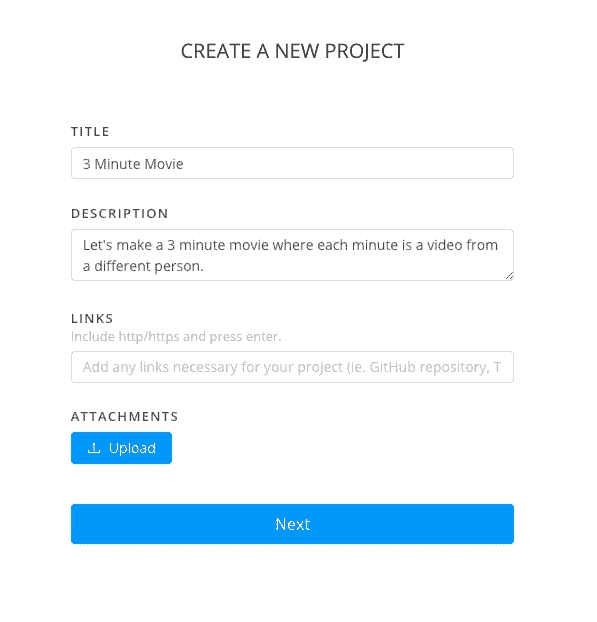 CREATE A NEW PROJECT
TITLE
3 Minute Movie
DESCRIPTION
Let's make a 3 minute movie where each minute is a video from
a different person.
LINKS
Include http/https and press enter.
Add any links necessary for your project (ie. GitHub repository, T
ATTACHMENTS
Upload
Next